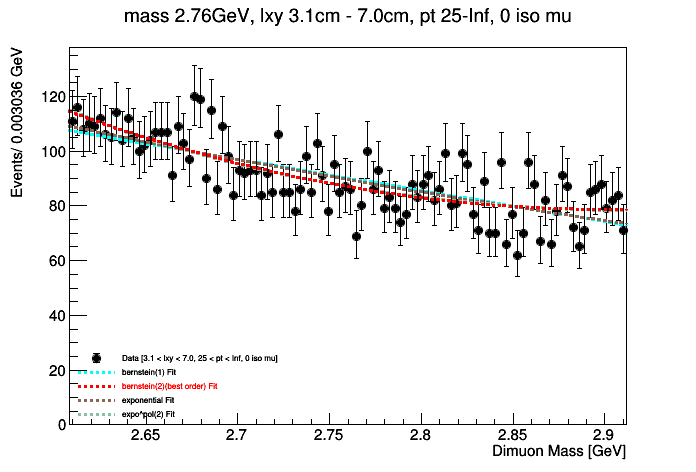 mass 2.76GeV, lxy 3.1cm - 7.0cm, pt 25-Inf, 0 iso mu
Events/ 0.003036 GeV
120
100
80
60
40
20
0
Data [3.1 < lxy < 7.0, 25 < pt < Inf, 0 iso mu]
bernstein(1) Fit
bernstein(2)(best order) Fit
exponential Fit
expo*pol(2) Fit
2.65
2.7
2.75
2.8
2.85
2.9
Dimuon Mass [GeV]